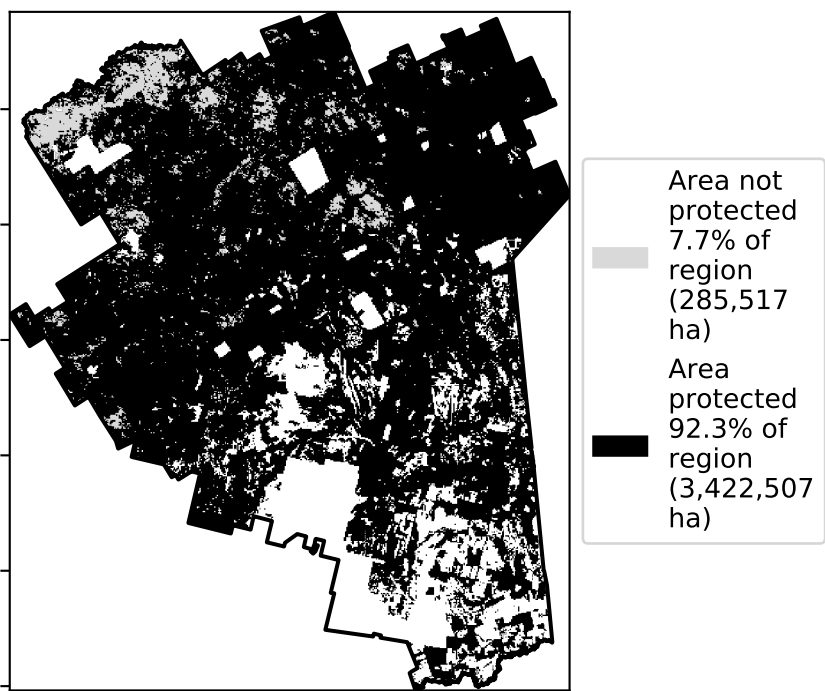 Area not
protected
7.7% of
region
(285,517
ha)
Area
protected
92.3% of
region
(3,422,507
ha)